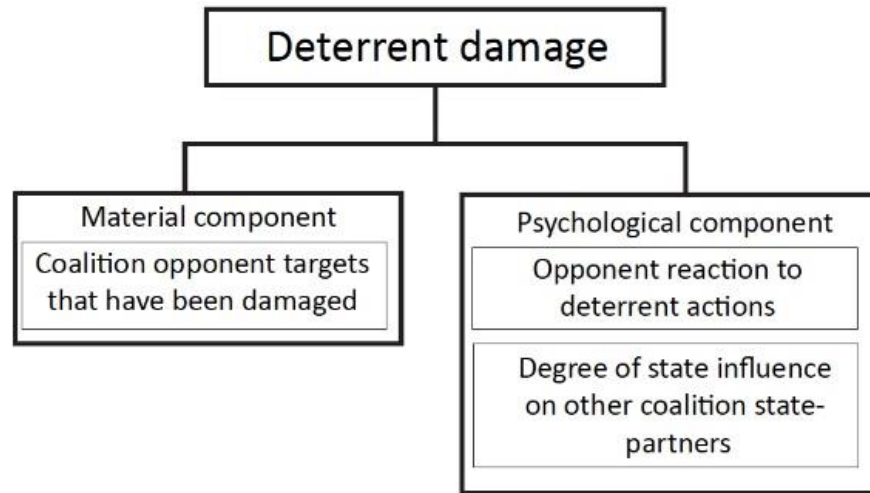 Deterrent damage
Material component
Coalition opponent targets
that have been damaged
Psychological component
Opponent reaction to
deterrent actions
Degree of state influence
on other coalition state-
partners